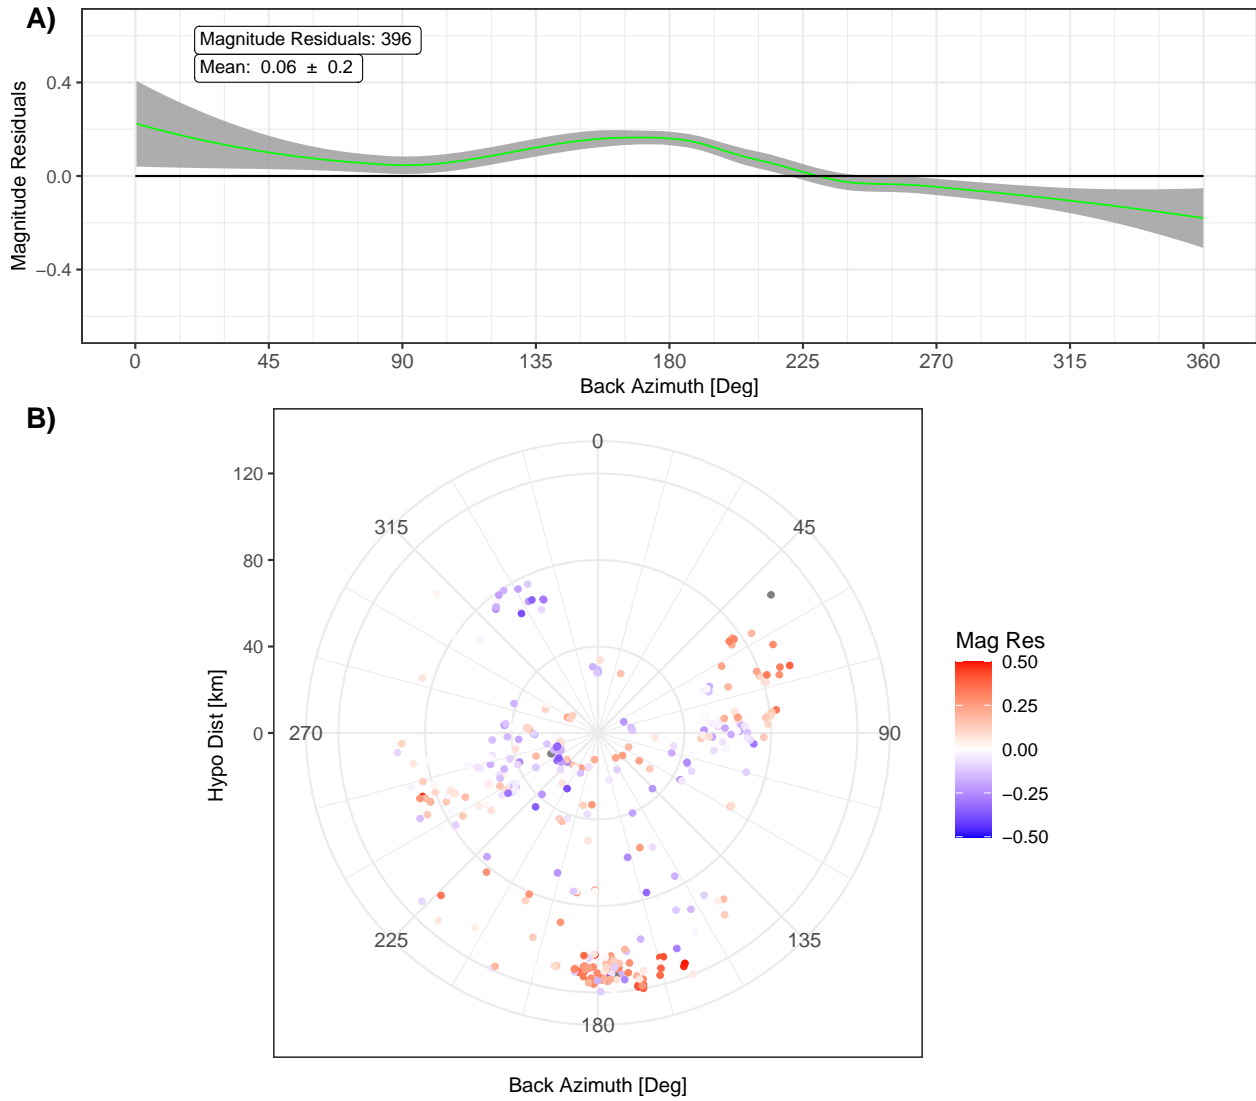 A)
Magnitude Residuals: 396
Mean: 0.06 ± 0.2
Magnitude Residuals
0.4
0.0
−0.4
0 45 90 135 180 225 270 315 360
Back Azimuth [Deg]
B)
0
45
90
135
180
225
270
315
Hypo Dist [km]
120
80
40
0
Back Azimuth [Deg]
Mag Res
0.50
0.25
0.00
−0.25
−0.50